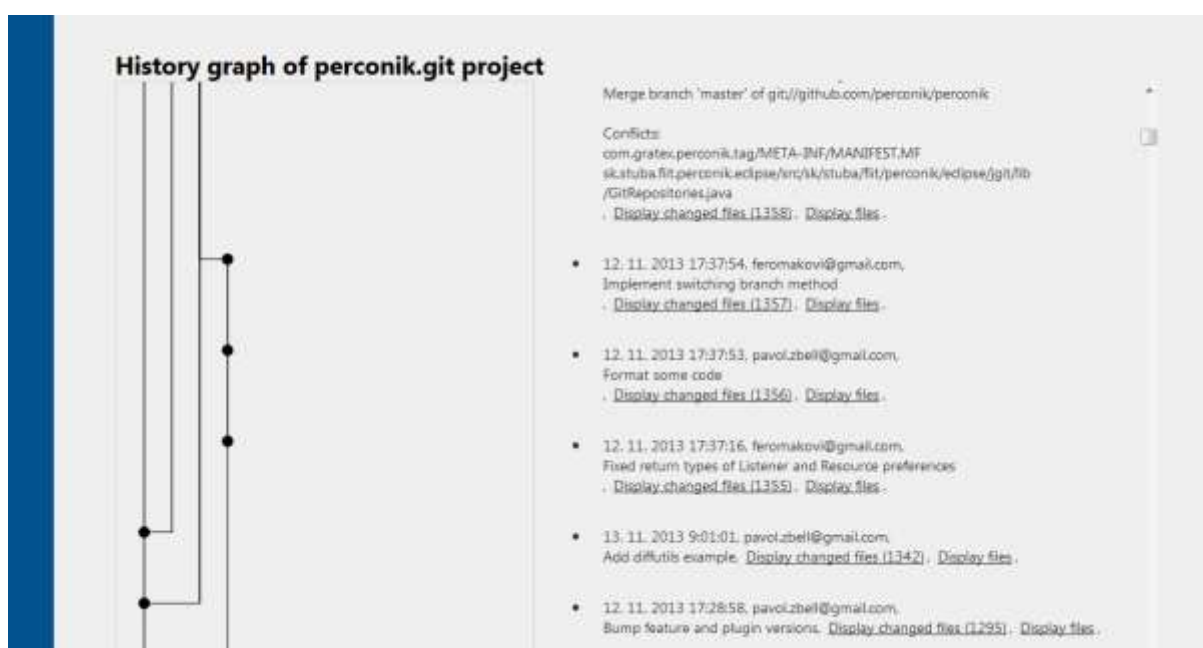 History graph of perconik.git project
Merge branch 'master' of git://github.com/perconik/perconik
Conflicts:
com.gratex.perconik.tag/META-INF/MANIFEST.MF
sk.stuba.fiit.perconik.eclipse/src/sk/stuba/fiit/perconik/eclipse/jgit/lib
/GitRepositories.java
. Display changed files (1358). Display files.
• 12. 11. 2013 17:37:54, feromakovi@gmail.com,
Implement switching branch method
. Display changed files (1357). Display files.
• 12. 11. 2013 17:37:53, pavol.zbell@gmail.com,
Format some code
. Display changed files (1356). Display files.
• 12. 11. 2013 17:37:16, feromakovi@gmail.com,
Fixed return types of Listener and Resource preferences
. Display changed files (1355). Display files.
• 13. 11. 2013 9:01:01, pavol.zbell@gmail.com,
Add diffutils example. Display changed files (1342). Display files.
• 12. 11. 2013 17:28:58, pavol.zbell@gmail.com,
Bump feature and plugin versions. Display changed files (1295). Display files.